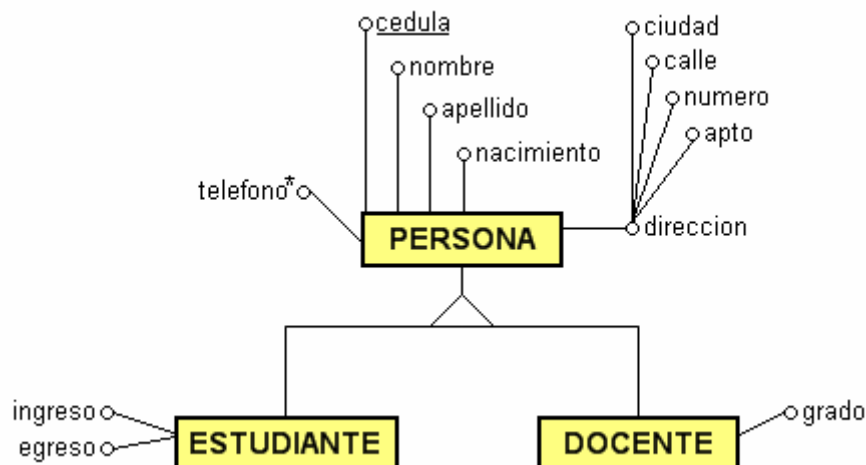 cedula
ciudad
nombre
calle
apellido
numero
apto
nacimiento
telefono*
PERSONA
direccion
ingreso
grado
egreso
ESTUDIANTE
DOCENTE